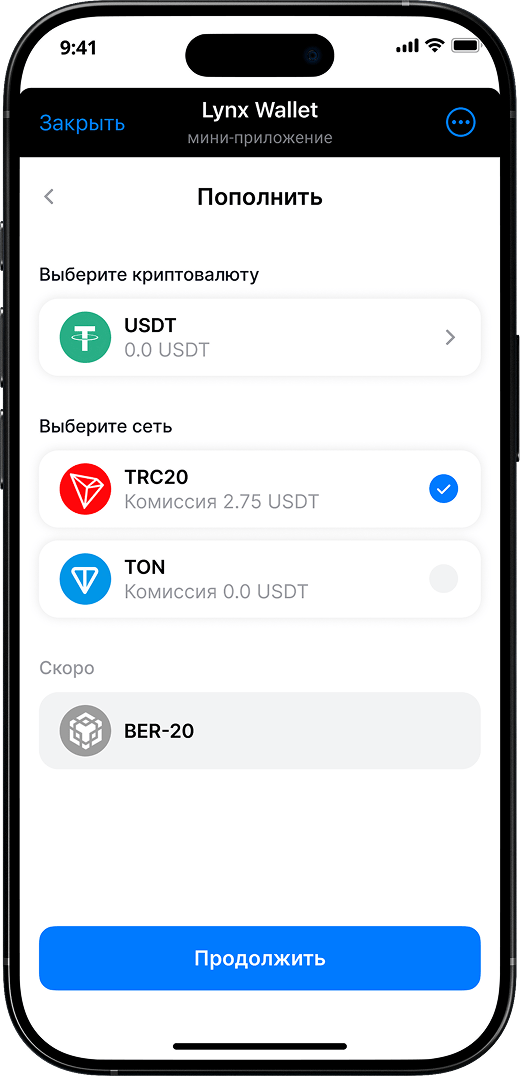 9:41
Закрыть
Lynx Wallet
мини-приложение
Пополнить
Выберите криптовалюту
USDT
0.0 USDT
Выберите сеть
TRC20
Комиссия 2.75 USDT
TON
Комиссия 0.0 USDT
Скоро
BER-20
Продолжить